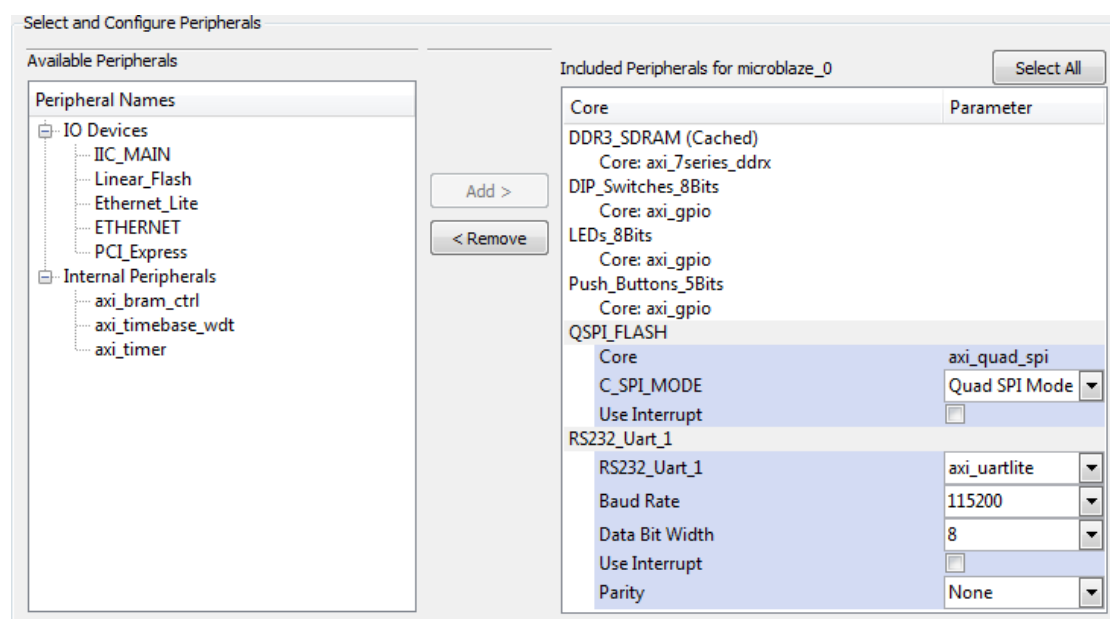 Select and Configure Peripherals
Available Peripherals
Peripheral Names
IO Devices
IIC_MAIN
Linear_Flash
Ethernet_Lite
ETHERNET
PCI_Express
Internal Peripherals
axi_bram_ctrl
axi_timebase_wdt
axi_timer
Add >
< Remove
Included Peripherals for microblaze_0
Select All
Core Parameter
DDR3_SDRAM (Cached)
Core: axi_7series_ddrx
DIP_Switches_8Bits
Core: axi_gpio
LEDs_8Bits
Core: axi_gpio
Push_Buttons_5Bits
Core: axi_gpio
QSPI_FLASH
Core axi_quad_spi
C_SPI_MODE Quad SPI Mode
Use Interrupt
RS232_Uart_1
RS232_Uart_1 axi_uartlite
Baud Rate 115200
Data Bit Width 8
Use Interrupt
Parity None